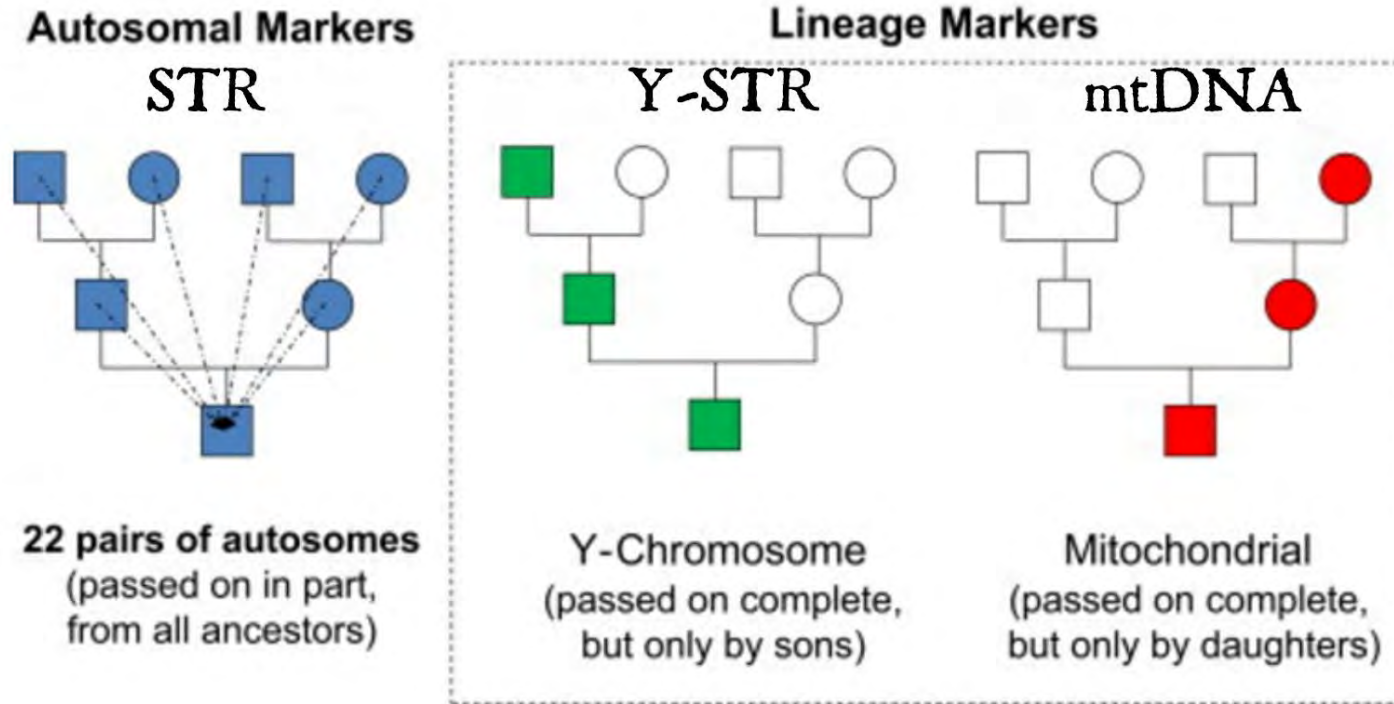 Autosomal Markers
STR
22 pairs of autosomes
(passed on in part,
from all ancestors)
Lineage Markers
Y-STR
Y-Chromosome
(passed on complete,
but only by sons)
mtDNA
Mitochondrial
(passed on complete,
but only by daughters)